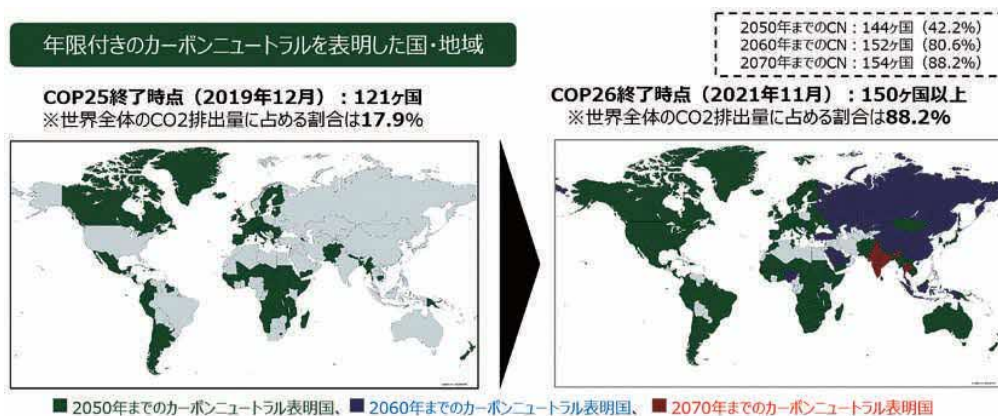 年限付きのカーボンニュートラルを表明した国・地域
2050年までのCN:144ヶ国(42.2%)
2060年までのCN:152ヶ国(80.6%)
2070年までのCN:154ヶ国(88.2%)
COP25終了時点(2019年12月):121ヶ国
※世界全体のCO2排出量に占める割合は17.9%
COP26終了時点(2021年11月):150ヶ国以上
※世界全体のCO2排出量に占める割合は88.2%
■2050年までのカーボンニュートラル表明国、■2060年までのカーボンニュートラル表明国、■2070年までのカーボンニュートラル表明国